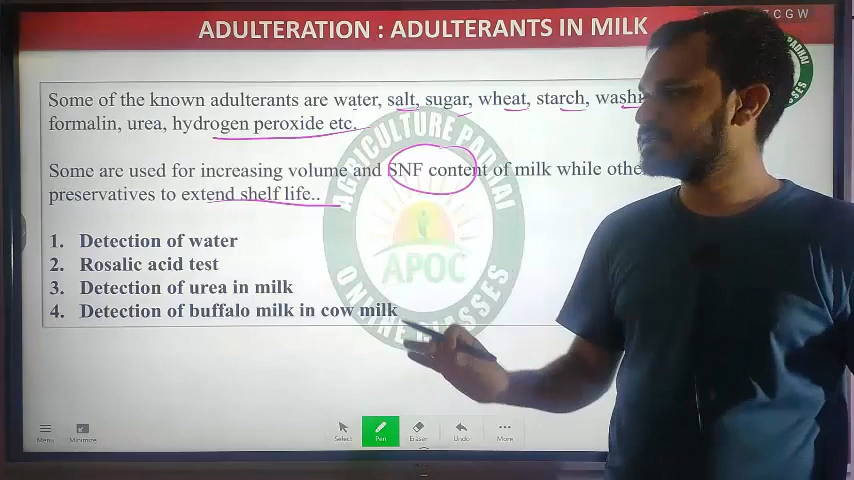 ZCGW
ADULTERATION : ADULTERANTS IN MILK
Some of the known adulterants are water, salt, sugar, wheat, starch,
formalin, urea, hydrogen peroxide etc.
Some are used for increasing volume and SNF content of milk while
preservatives to extend shelf life..
1. Detection of water
2. Rosalic acid test
3. Detection of urea in milk
4. Detection of buffalo milk in cow milk
AGRICULTURE PADHAI
APOC
ONLINE CLASSES
PADHAI
Menu
Minimize
Select
Pen
Eraser
Undo
More